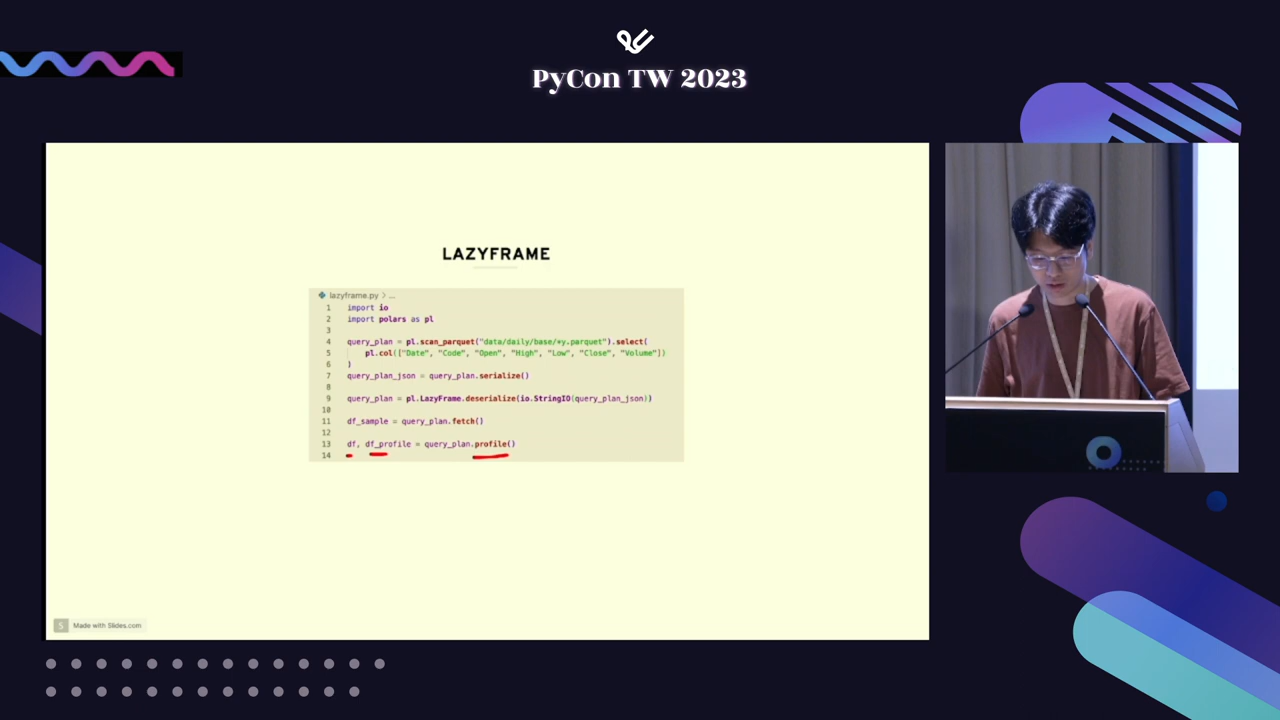 PyCon TW 2023
LAZYFRAME
lazyframe.py > ...
1 import io
2 import polars as pl
3
4 query_plan = pl.scan_parquet("data/daily/base/*y.parquet").select(
5 pl.col(["Date", "Code", "Open", "High", "Low", "Close", "Volume"])
6 )
7 query_plan_json = query_plan.serialize()
8
9 query_plan = pl.LazyFrame.deserialize(io.StringIO(query_plan_json))
10
11 df_sample = query_plan.fetch()
12
13 df, df_profile = query_plan.profile()
14
S Made with Slides.com